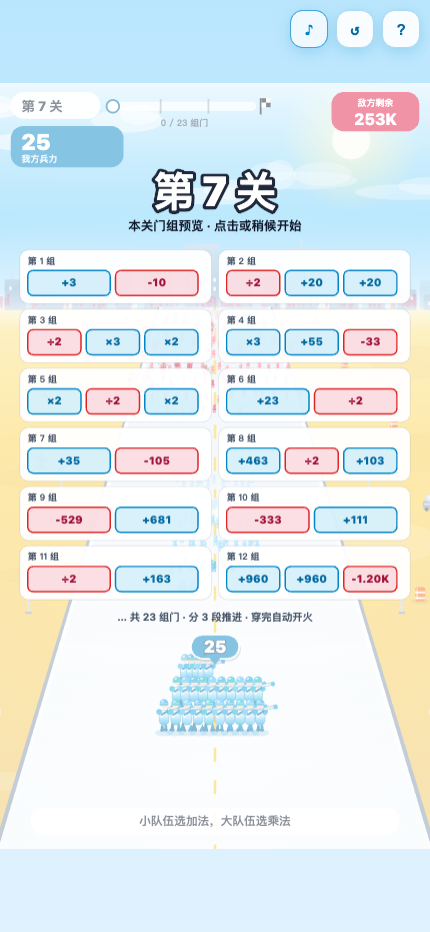 ♪ ↺ ?
第 7 关
0 / 23 组门
敌方剩余
253K
25
我方兵力
第7关
本关门组预览 · 点击或稍候开始
第 1 组
+3 -10
第 2 组
÷2 +20 +20
第 3 组
÷2 ×3 ×2
第 4 组
×3 +55 -33
第 5 组
×2 ÷2 ×2
第 6 组
+23 ÷2
第 7 组
+35 -105
第 8 组
+463 ÷2 +103
第 9 组
-529 +681
第 10 组
-333 +111
第 11 组
÷2 +163
第 12 组
+960 +960 -1.20K
... 共 23 组门 · 分 3 段推进 · 穿完自动开火
25
小队伍选加法，大队伍选乘法